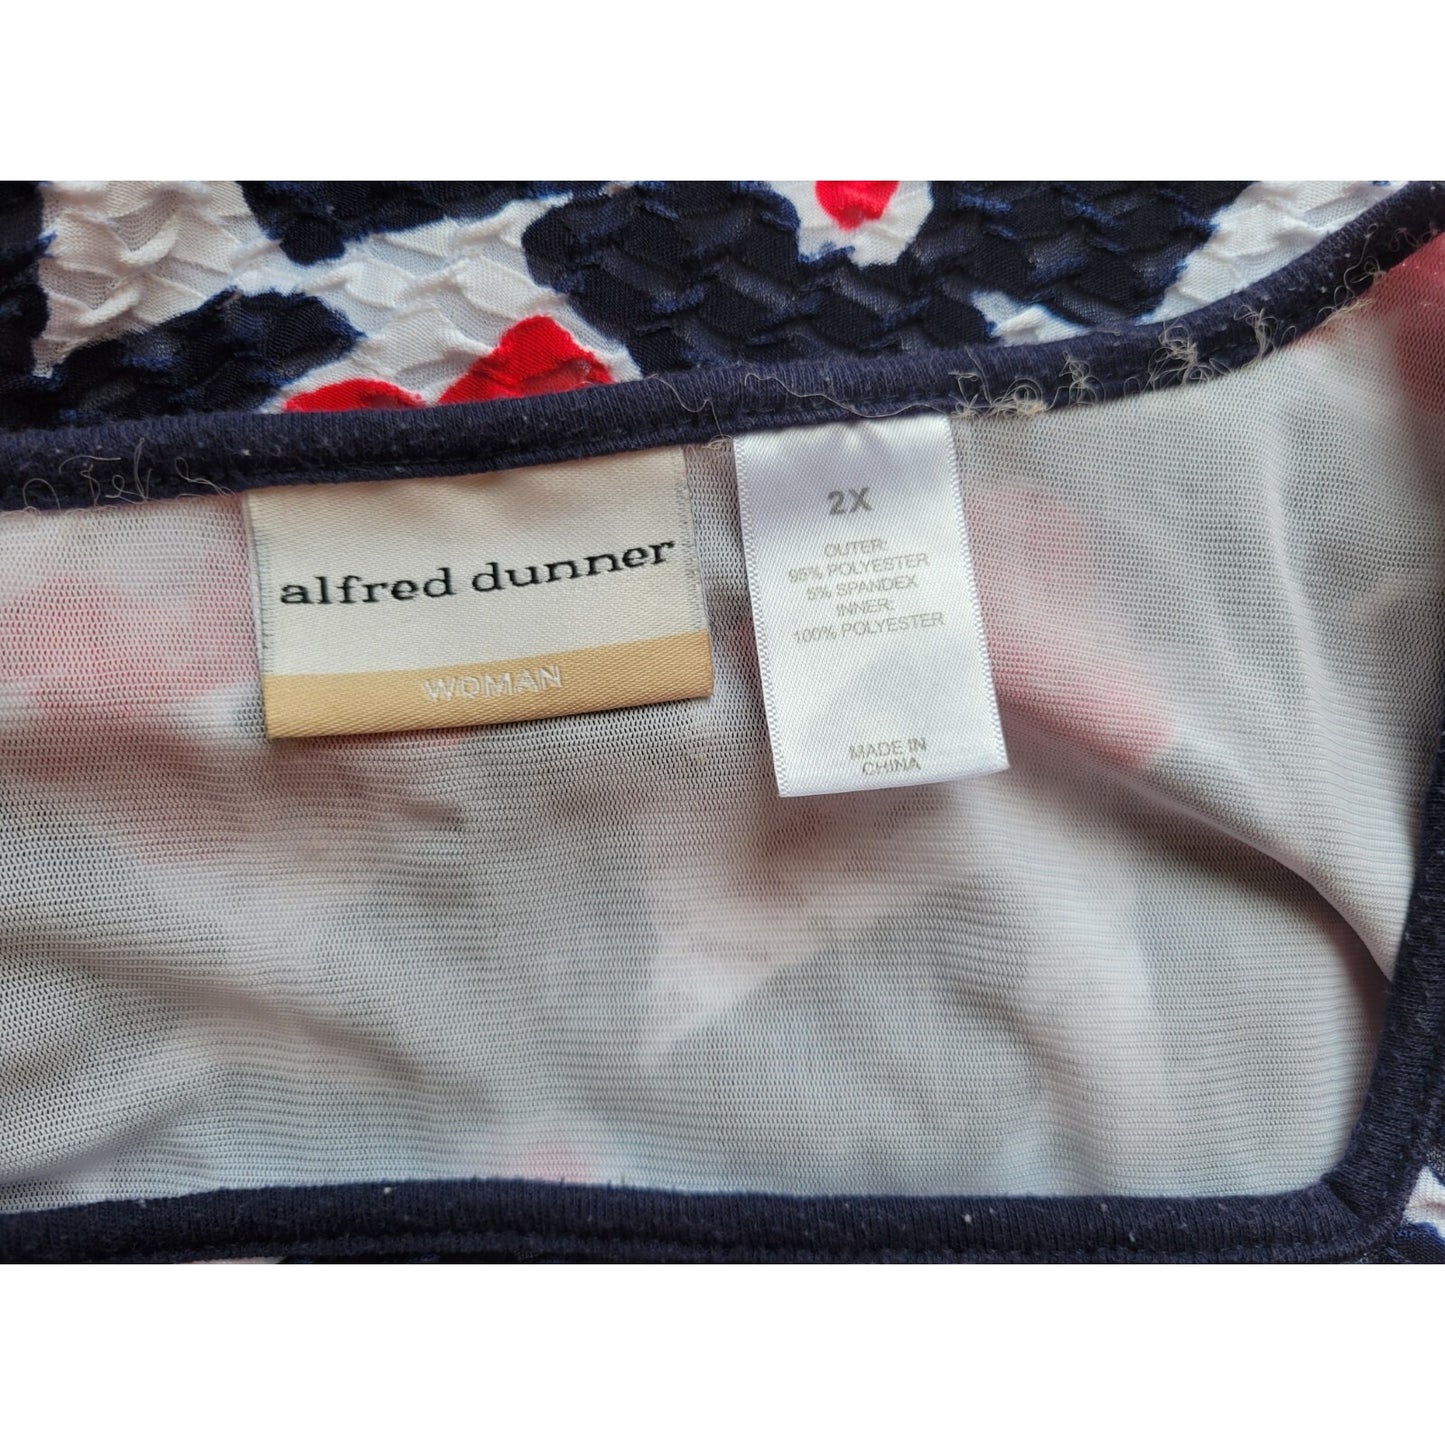 alfred dunner
WOMAN
2X
OUTER:
95% POLYESTER
5% SPANDEX
INNER:
100% POLYESTER
MADE IN
CHINA